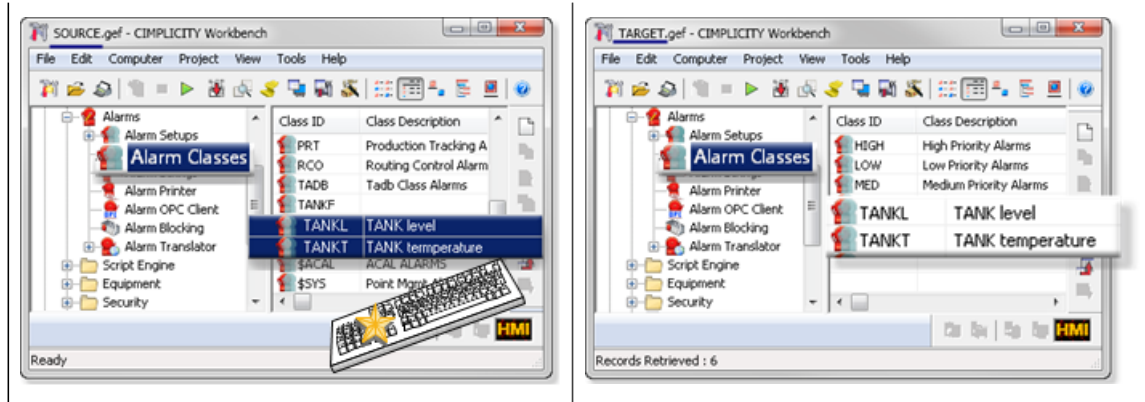 SOURCE.gef - CIMPLICITY Workbench
File Edit Computer Project View Tools Help
Alarms
Alarm Setups
Alarm Classes
Alarm Printer
Alarm OPC Client
Alarm Blocking
Alarm Translator
Script Engine
Equipment
Security
Class ID Class Description
PRT Production Tracking A
RCO Routing Control Alarm
TADB Tadb Class Alarms
TANKF
TANKL TANK level
TANKT TANK termperature
$ACAL ACAL ALARMS
$SYS Point Mgmt
HMI
Ready
TARGET.gef - CIMPLICITY Workbench
File Edit Computer Project View Tools Help
Alarms
Alarm Setups
Alarm Classes
Alarm Printer
Alarm OPC Client
Alarm Blocking
Alarm Translator
Script Engine
Equipment
Security
Class ID Class Description
HIGH High Priority Alarms
LOW Low Priority Alarms
MED Medium Priority Alarms
TANKL TANK level
TANKT TANK temperature
HMI
Records Retrieved : 6